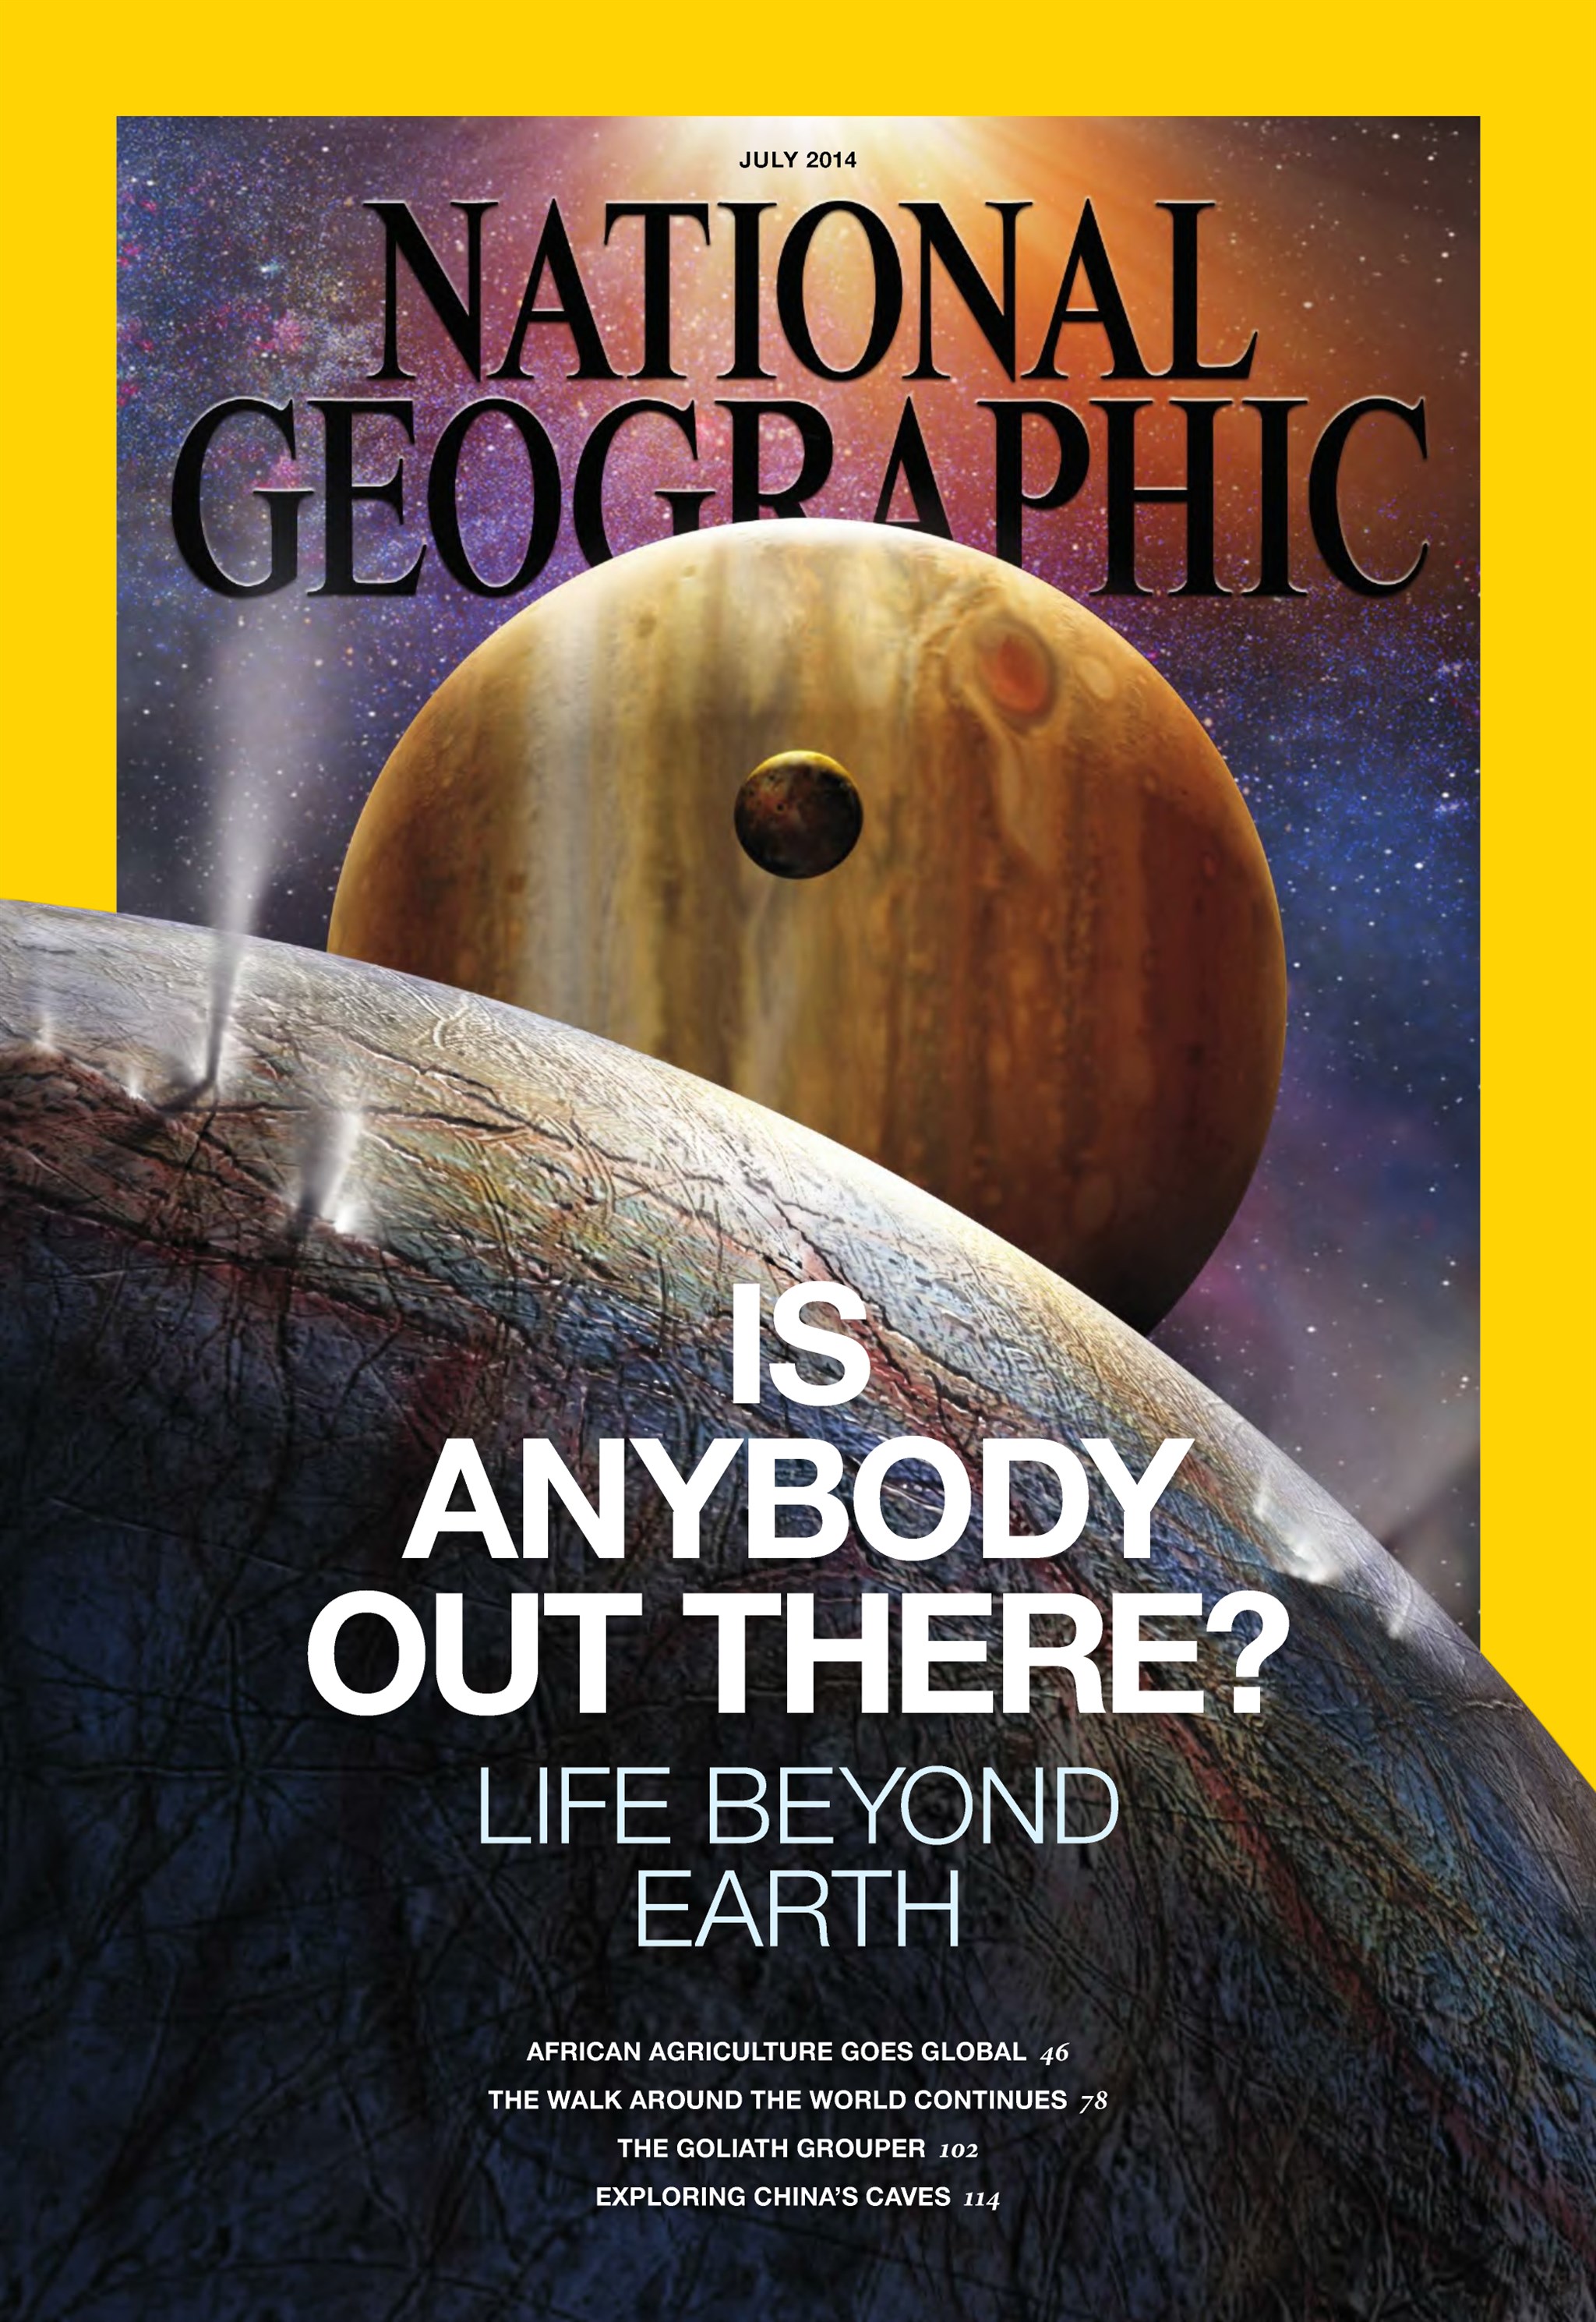 JULY 2014
NATIONAL
GEOGRAPHIC
IS
ANYBODY
OUT THERE?
LIFE BEYOND
EARTH
AFRICAN AGRICULTURE GOES GLOBAL 46
THE WALK AROUND THE WORLD CONTINUES 78
THE GOLIATH GROUPER 102
EXPLORING CHINA'S CAVES 114